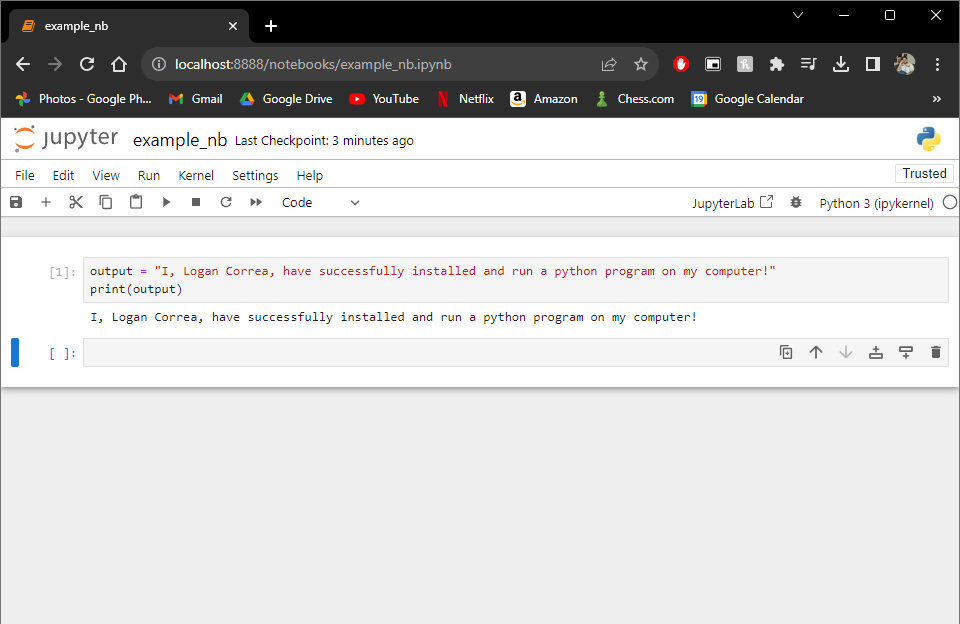 example_nb
localhost:8888/notebooks/example_nb.ipynb
Photos - Google Ph... Gmail Google Drive YouTube Netflix Amazon Chess.com 19 Google Calendar »
jupyter example_nb Last Checkpoint: 3 minutes ago
File Edit View Run Kernel Settings Help Trusted
Code JupyterLab Python 3 (ipykernel)
[1]: output = "I, Logan Correa, have successfully installed and run a python program on my computer!"
print(output)
I, Logan Correa, have successfully installed and run a python program on my computer!
[ ]: